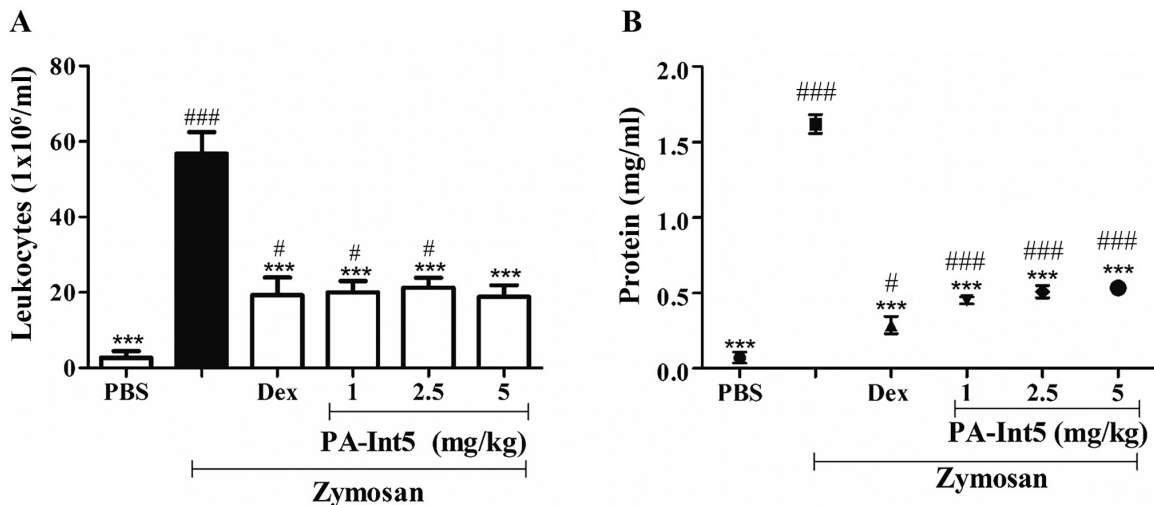 A
Leukocytes (1x10⁶/ml)
80
60
40
20
0
***
###
#
***
#
***
#
***
***
PBS
Dex
1
2.5
5
PA-Int5 (mg/kg)
Zymosan
B
Protein (mg/ml)
2.0
1.5
1.0
0.5
0.0
***
###
#
***
###
***
###
***
###
***
PBS
Dex
1
2.5
5
PA-Int5 (mg/kg)
Zymosan